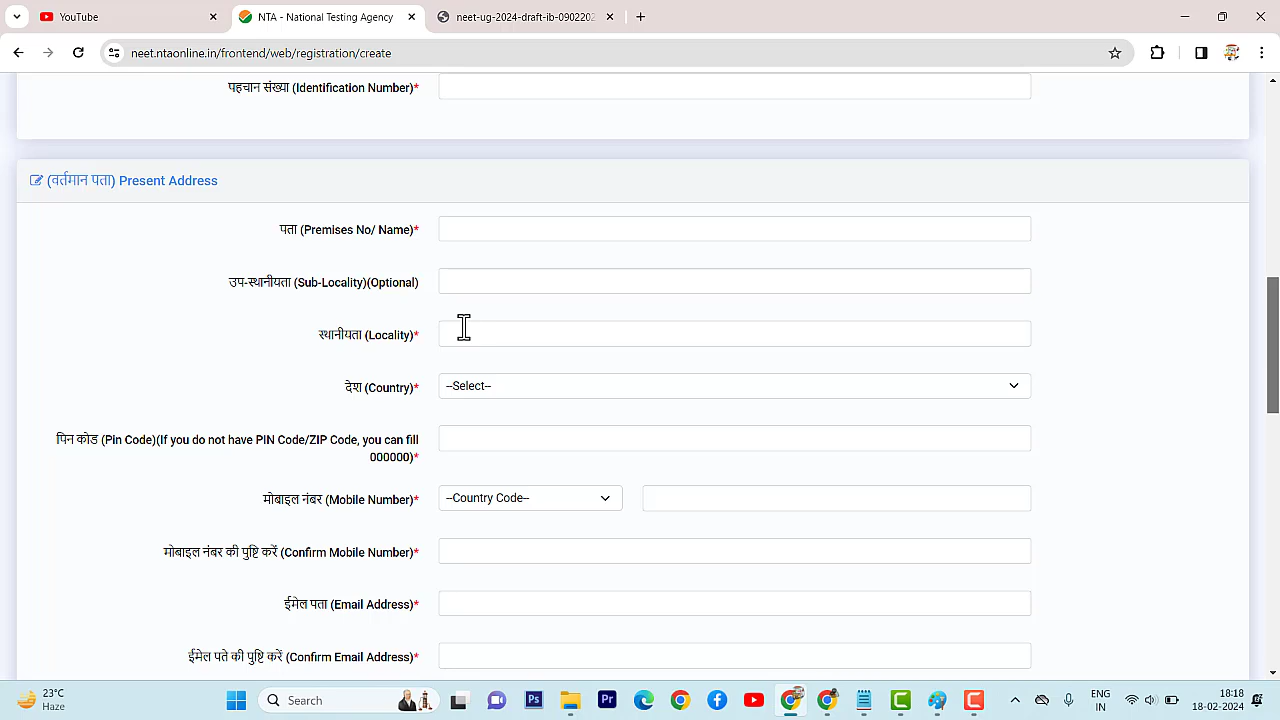 YouTube
NTA - National Testing Agency
neet-ug-2024-draft-ib-090220
neet.ntaonline.in/frontend/web/registration/create
पहचान संख्या (Identification Number)*
(वर्तमान पता) Present Address
पता (Premises No/ Name)*
उप-स्थानीयता (Sub-Locality)(Optional)
स्थानीयता (Locality)*
देश (Country)*
--Select--
पिन कोड (Pin Code)(If you do not have PIN Code/ZIP Code, you can fill
000000)*
मोबाइल नंबर (Mobile Number)*
--Country Code--
मोबाइल नंबर की पुष्टि करें (Confirm Mobile Number)*
ईमेल पता (Email Address)*
ईमेल पते की पुष्टि करें (Confirm Email Address)*
23°C
Haze
Search
Ps
Pr
ENG
IN
18:18
18-02-2024